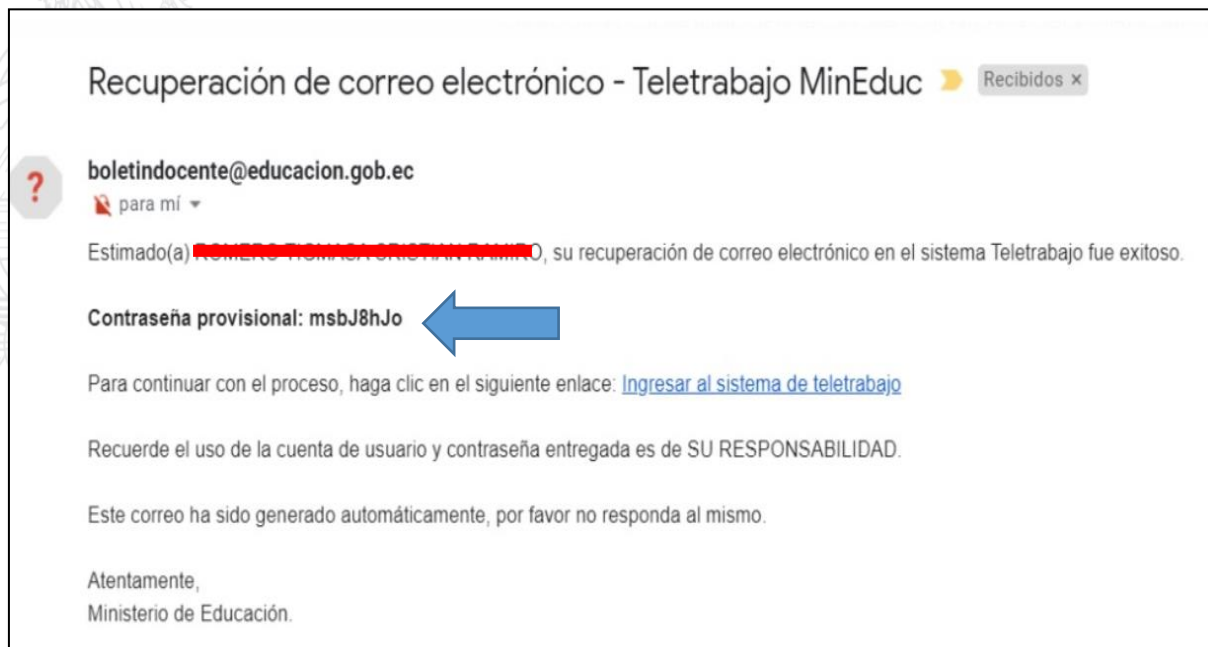 Recuperación de correo electrónico - Teletrabajo MinEduc Recibidos ×
boletindocente@educacion.gob.ec
para mí
Estimado(a) O, su recuperación de correo electrónico en el sistema Teletrabajo fue exitoso.
Contraseña provisional: msbJ8hJo
Para continuar con el proceso, haga clic en el siguiente enlace: Ingresar al sistema de teletrabajo
Recuerde el uso de la cuenta de usuario y contraseña entregada es de SU RESPONSABILIDAD.
Este correo ha sido generado automáticamente, por favor no responda al mismo.
Atentamente,
Ministerio de Educación.